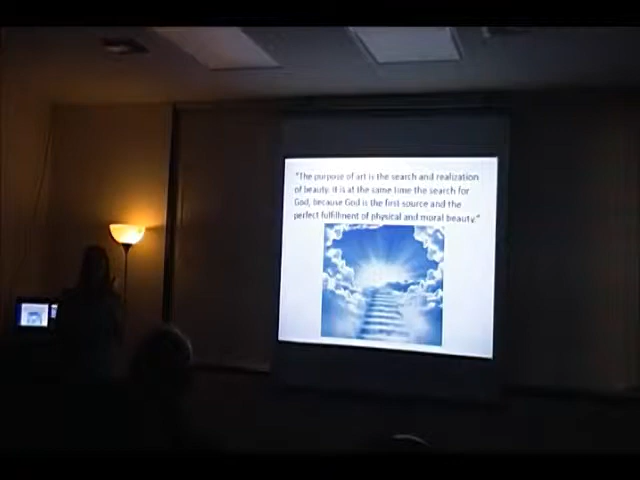 "The purpose of art is the search and realization
of beauty. It is at the same time the search for
God, because God is the first source and the
perfect fulfillment of physical and moral beauty."